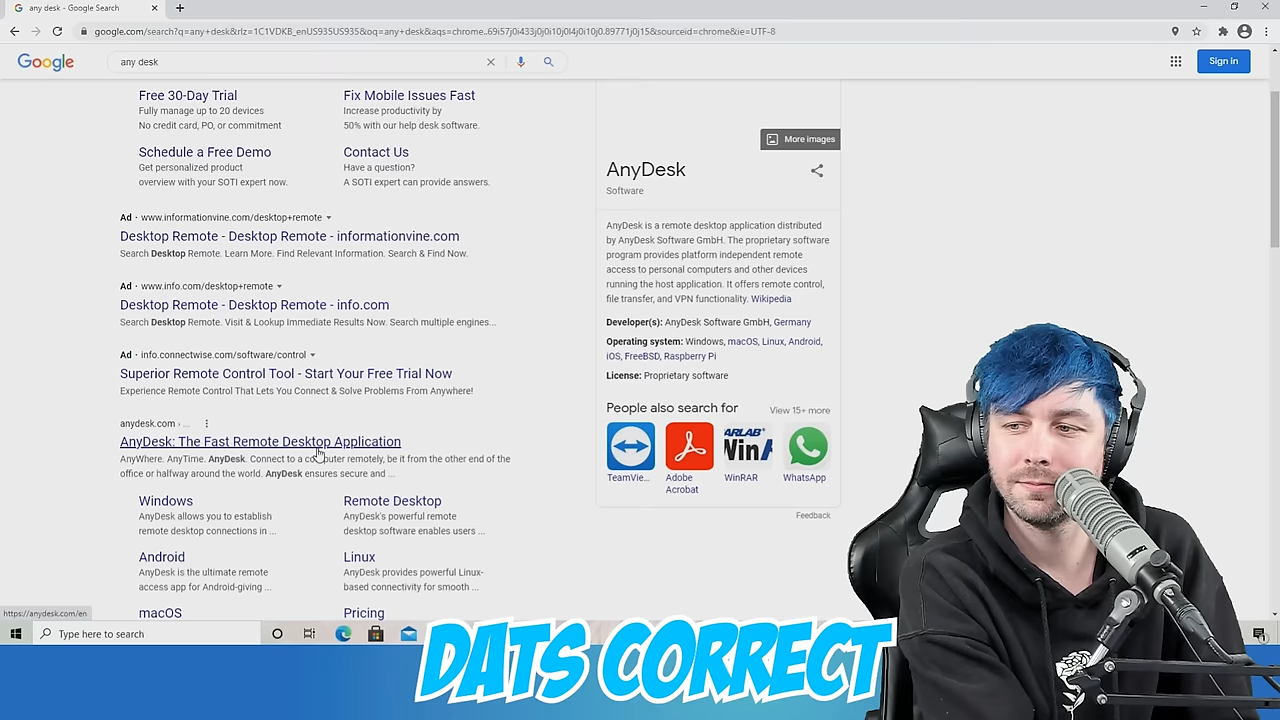 any desk - Google Search
google.com/search?q=any+desk&rlz=1C1VDKB_enUS935US935&oq=any+desk&aqs=chrome..69i57j0i433j0j0i10j0l4j0i10j0.89771j0j15&sourceid=chrome&ie=UTF-8
Google
any desk
Sign in
Free 30-Day Trial
Fully manage up to 20 devices
No credit card, PO, or commitment
Fix Mobile Issues Fast
Increase productivity by
50% with our help desk software.
Schedule a Free Demo
Get personalized product
overview with your SOTI expert now.
Contact Us
Have a question?
A SOTI expert can provide answers.
Ad · www.informationvine.com/desktop+remote
Desktop Remote - Desktop Remote - informationvine.com
Search Desktop Remote. Learn More. Find Relevant Information. Search & Find Now.
Ad · www.info.com/desktop+remote
Desktop Remote - Desktop Remote - info.com
Search Desktop Remote. Visit & Lookup Immediate Results Now. Search multiple engines...
Ad · info.connectwise.com/software/control
Superior Remote Control Tool - Start Your Free Trial Now
Experience Remote Control That Lets You Connect & Solve Problems From Anywhere!
anydesk.com › ...
AnyDesk: The Fast Remote Desktop Application
AnyWhere. AnyTime. AnyDesk. Connect to a computer remotely, be it from the other end of the
office or halfway around the world. AnyDesk ensures secure and ...
Windows
AnyDesk allows you to establish
remote desktop connections in ...
Remote Desktop
AnyDesk's powerful remote
desktop software enables users ...
Android
AnyDesk is the ultimate remote
access app for Android-giving ...
Linux
AnyDesk provides powerful Linux-
based connectivity for smooth ...
macOS
Pricing
More images
AnyDesk
Software
AnyDesk is a remote desktop application distributed
by AnyDesk Software GmbH. The proprietary software
program provides platform independent remote
access to personal computers and other devices
running the host application. It offers remote control,
file transfer, and VPN functionality. Wikipedia
Developer(s): AnyDesk Software GmbH, Germany
Operating system: Windows, macOS, Linux, Android,
iOS, FreeBSD, Raspberry Pi
License: Proprietary software
People also search for
View 15+ more
TeamVie...
Adobe
Acrobat
WinRAR
WhatsApp
Feedback
https://anydesk.com/en
Type here to search
DATS CORRECT